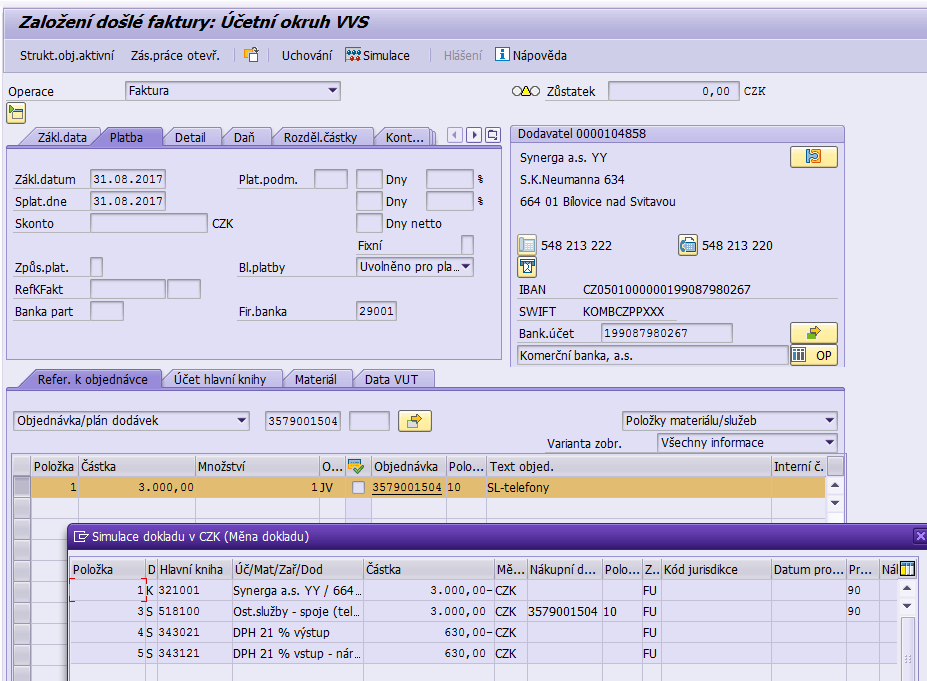 Založení došlé faktury: Účetní okruh VVS
Strukt.obj.aktivní Zás.práce otevř. Uchování Simulace Hlášení Nápověda
Operace Faktura Zůstatek 0,00 CZK
Zákl.data Platba Detail Daň Rozděl.částky Kont...
Zákl.datum 31.08.2017 Plat.podm. Dny %
Splat.dne 31.08.2017 Dny %
Skonto CZK Dny netto
Fixní
Způs.plat. Bl.platby Uvolněno pro pla...
RefKFakt
Banka part Fir.banka 29001
Dodavatel 0000104858
Synerga a.s. YY
S.K.Neumanna 634
664 01 Bílovice nad Svitavou
548 213 222 548 213 220
IBAN CZ0501000000199087980267
SWIFT KOMBCZPPXXX
Bank.účet 199087980267
Komerční banka, a.s. OP
Refer. k objednávce Účet hlavní knihy Materiál Data VUT
Objednávka/plán dodávek 3579001504 Položky materiálu/služeb
Varianta zobr. Všechny informace
Položka Částka Množství O... Objednávka Polo... Text objed. Interní č.
1 3.000,00 1 JV 3579001504 10 SL-telefony
Simulace dokladu v CZK (Měna dokladu)
Položka D Hlavní kniha Úč/Mat/Zař/Dod Částka Mě... Nákupní d... Polo... Z... Kód jurisdikce Datum pro... Pr... Nál
1 K 321001 Synerga a.s. YY / 664... 3.000,00- CZK FU 90
3 S 518100 Ost.služby - spoje (tel... 3.000,00 CZK 3579001504 10 FU 90
4 S 343021 DPH 21 % výstup 630,00- CZK FU
5 S 343121 DPH 21 % vstup - nár... 630,00 CZK FU